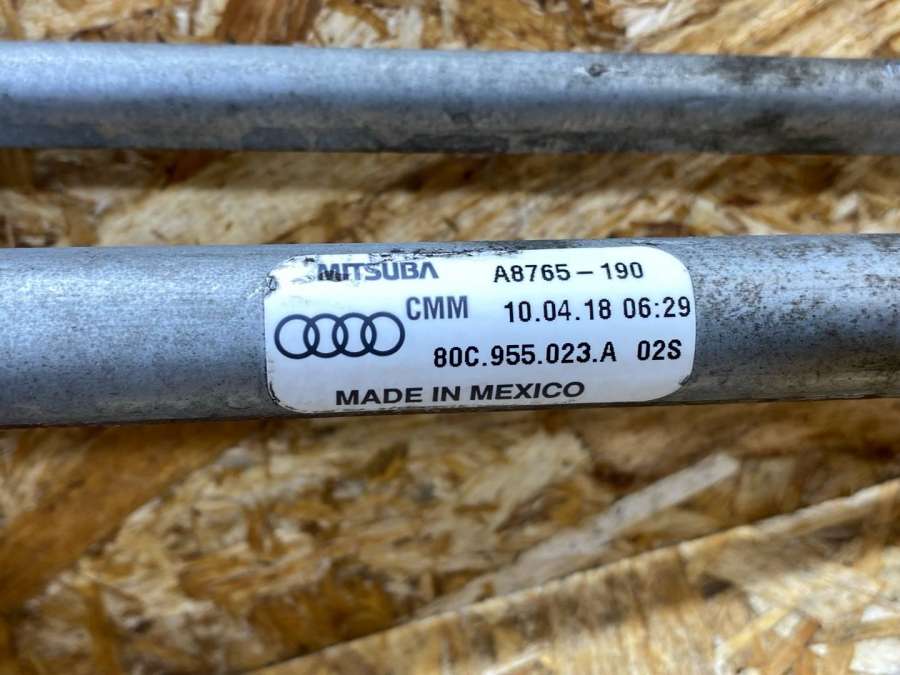 MITSUBA A8765-190
CMM 10.04.18 06:29
80C.955.023.A 02S
MADE IN MEXICO